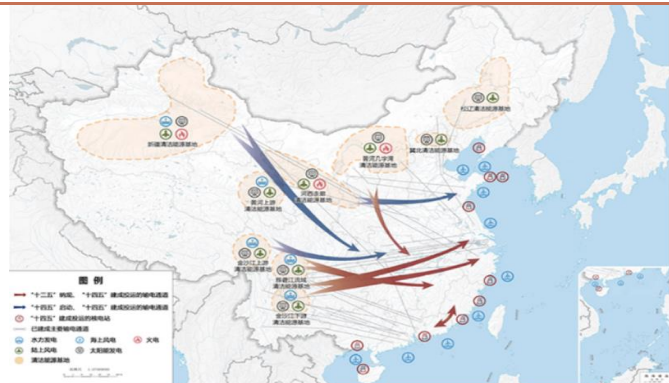 新疆清洁能源基地
松辽清洁能源基地
冀北清洁能源基地
黄河几字湾
清洁能源基地
河西走廊
清洁能源基地
黄河上游
清洁能源基地
金沙江上游
清洁能源基地
雅砻江流域
清洁能源基地
金沙江下游
清洁能源基地
图 例
“十四五”建成投运的输电通道
“十四五”启动、“十四五”建成投运的输电通道
“十四五”建成投运的核电站
已建成主要输电通道
水力发电
海上风电
火电
陆上风电
太阳能发电
清洁能源基地